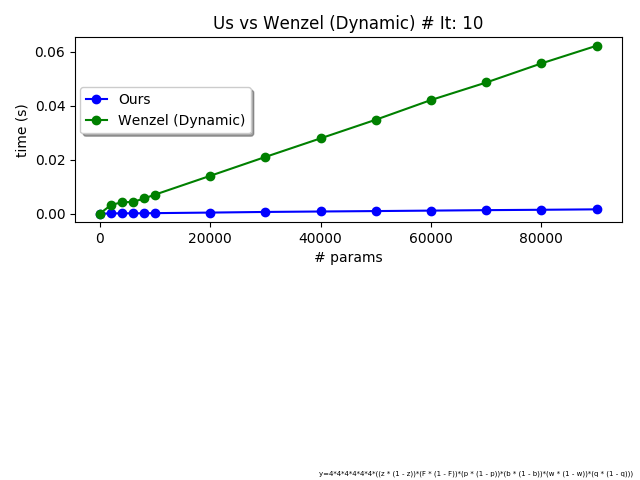 Us vs Wenzel (Dynamic) # It: 10
0.06
0.04
0.02
0.00
time (s)
Ours
Wenzel (Dynamic)
0 20000 40000 60000 80000
# params
y=4*4*4*4*4*4*((z * (1 - z))*(F * (1 - F))*(p * (1 - p))*(b * (1 - b))*(w * (1 - w))*(q * (1 - q)))